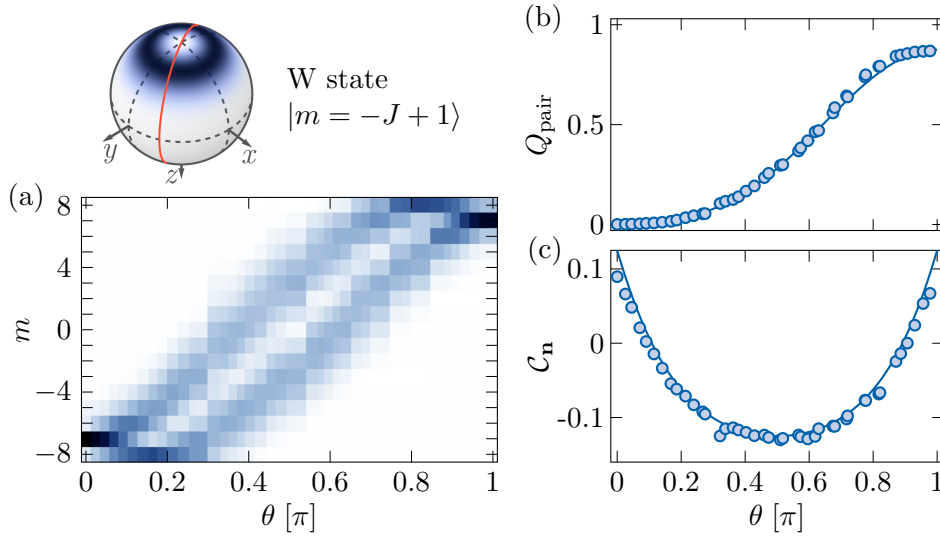 W state
|m = −J + 1⟩
y
x
z
(a)
8
4
0
−4
−8
m
0
0.2
0.4
0.6
0.8
1
θ [π]
(b)
1
0.5
0
Q_pair
(c)
0.1
0
-0.1
C_n
0
0.2
0.4
0.6
0.8
1
θ [π]